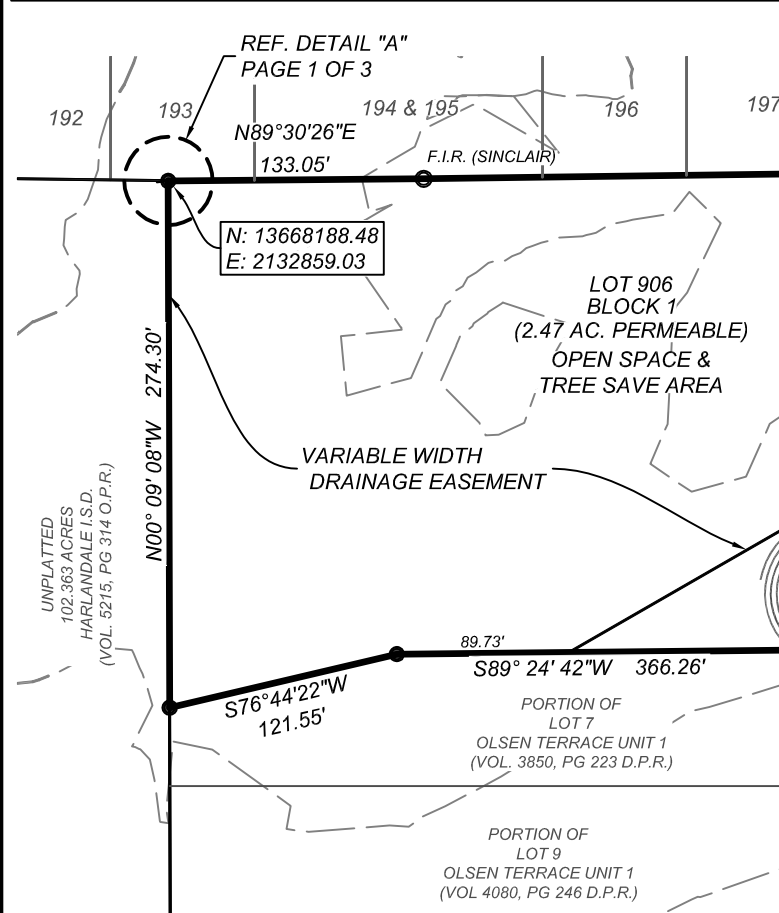 REF. DETAIL "A"
PAGE 1 OF 3
192
193
194 & 195
196
197
N89°30'26"E
133.05'
F.I.R. (SINCLAIR)
N: 13668188.48
E: 2132859.03
LOT 906
BLOCK 1
(2.47 AC. PERMEABLE)
OPEN SPACE &
TREE SAVE AREA
N00° 09' 08"W 274.30'
VARIABLE WIDTH
DRAINAGE EASEMENT
UNPLATTED
102.363 ACRES
HARLANDALE I.S.D.
(VOL. 5215, PG 314 O.P.R.)
89.73'
S89° 24' 42"W 366.26'
S76°44'22"W
121.55'
PORTION OF
LOT 7
OLSEN TERRACE UNIT 1
(VOL. 3850, PG 223 D.P.R.)
PORTION OF
LOT 9
OLSEN TERRACE UNIT 1
(VOL 4080, PG 246 D.P.R.)